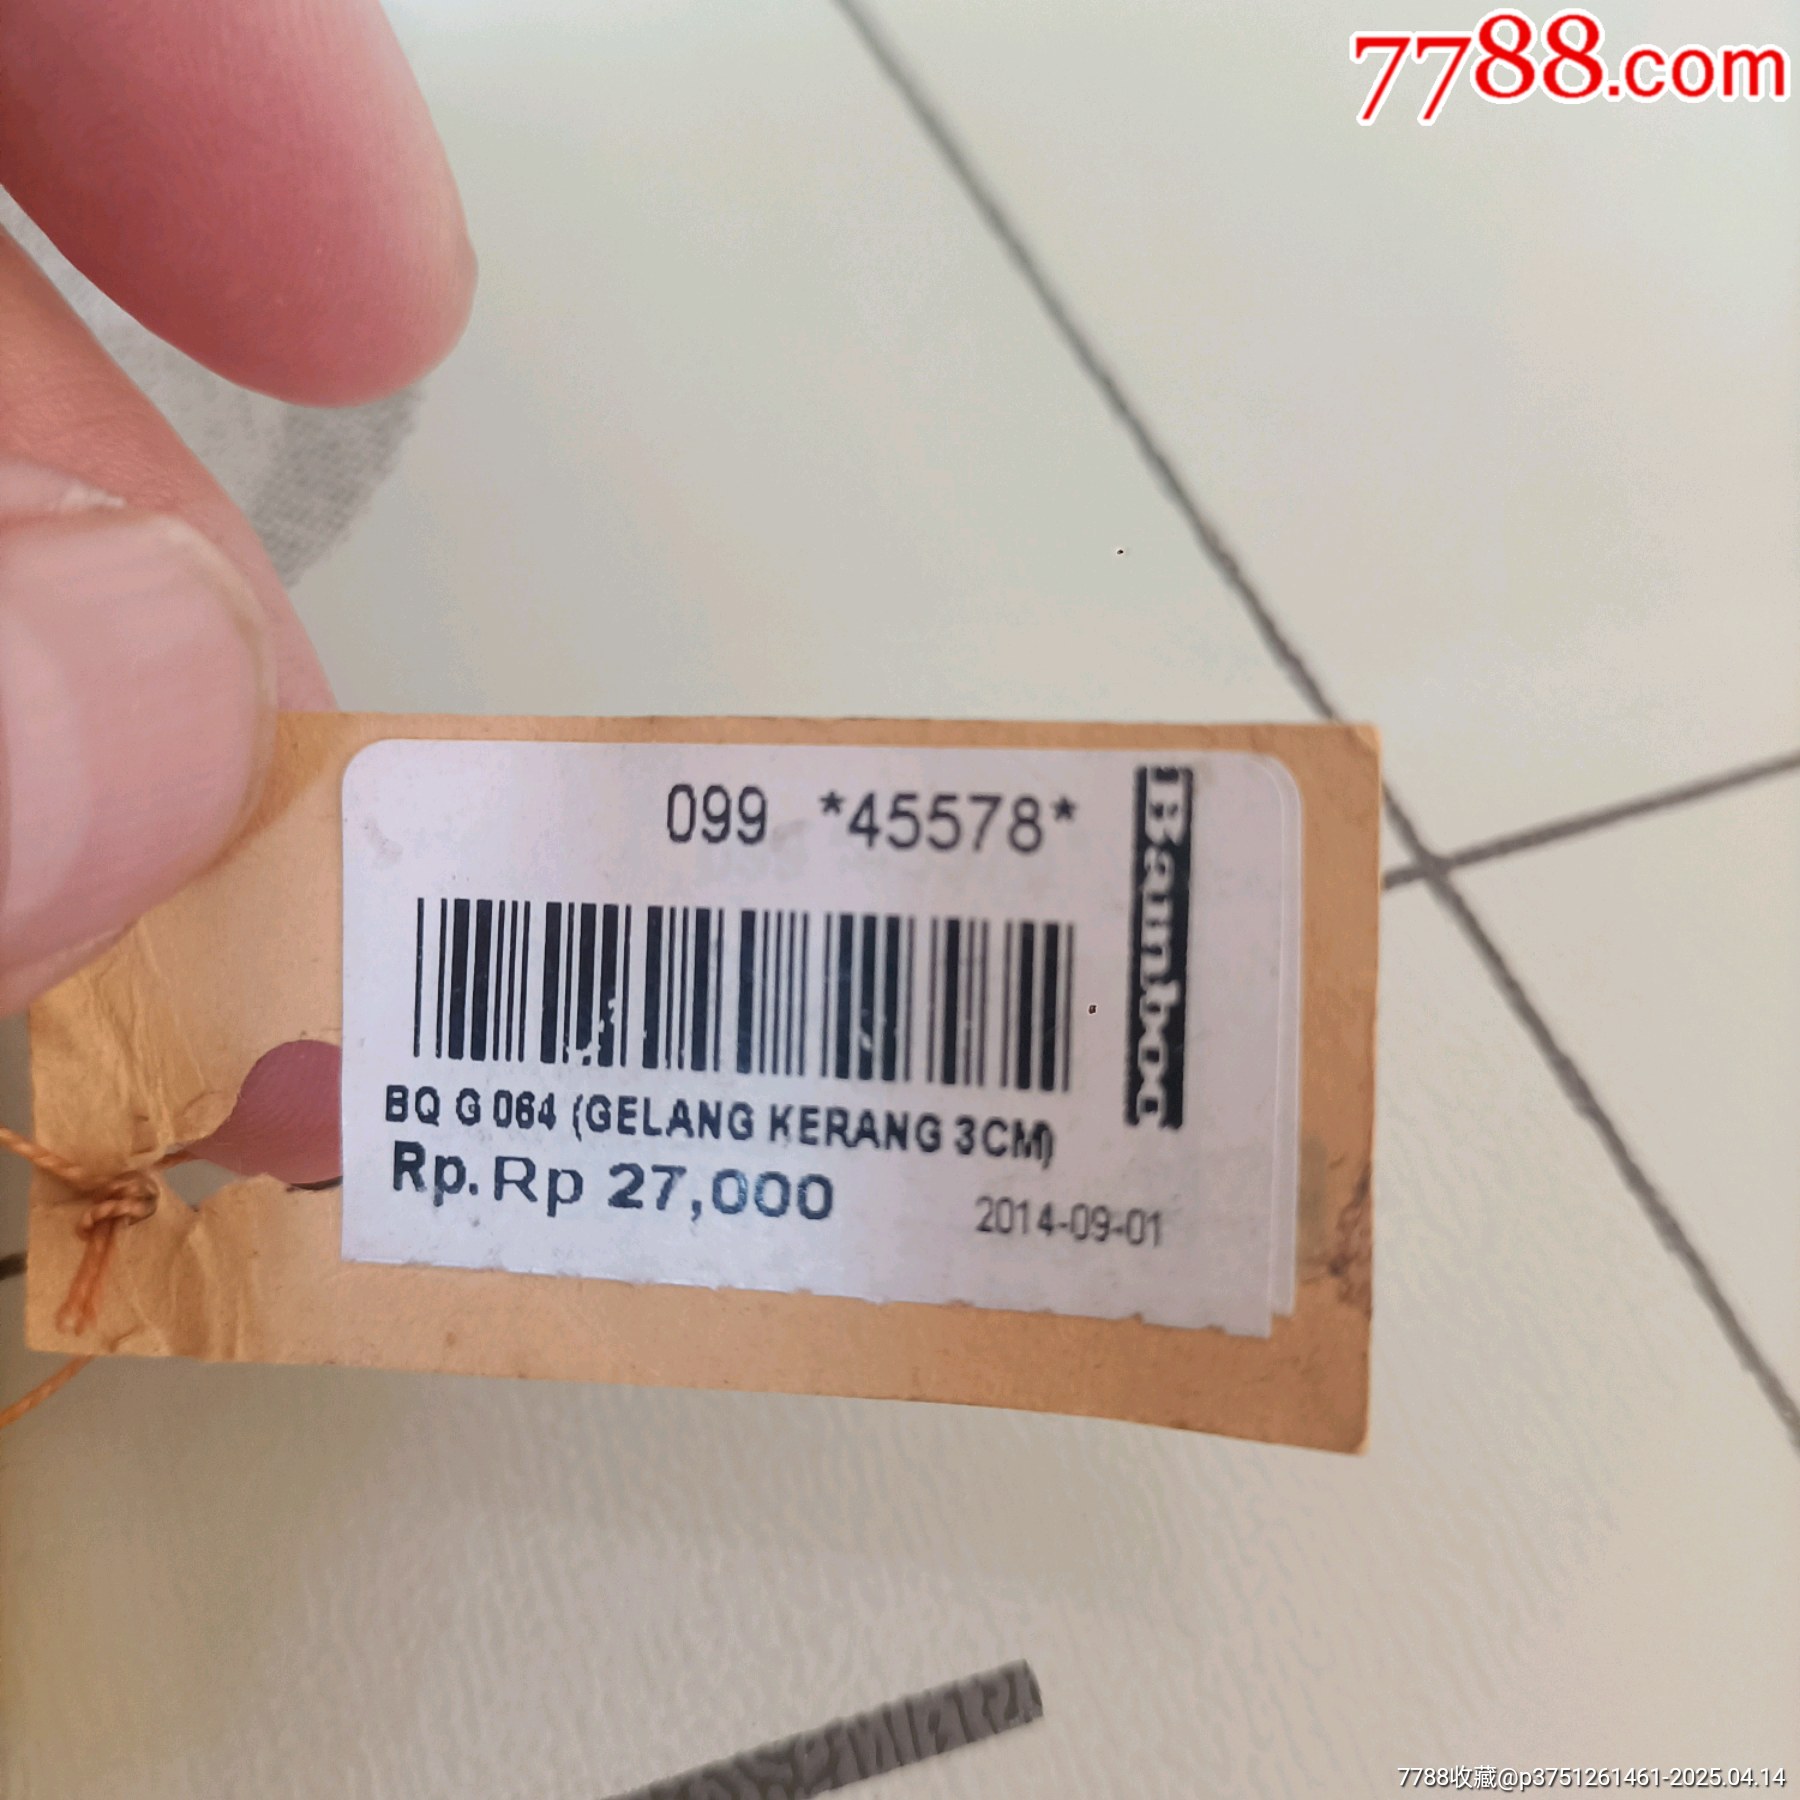 7788.com
099 *45578*
BQ G 064 (GELANG KERANG 3CM)
Rp. Rp 27,000
2014-09-01
7788收藏@p3751261461-2025.04.14